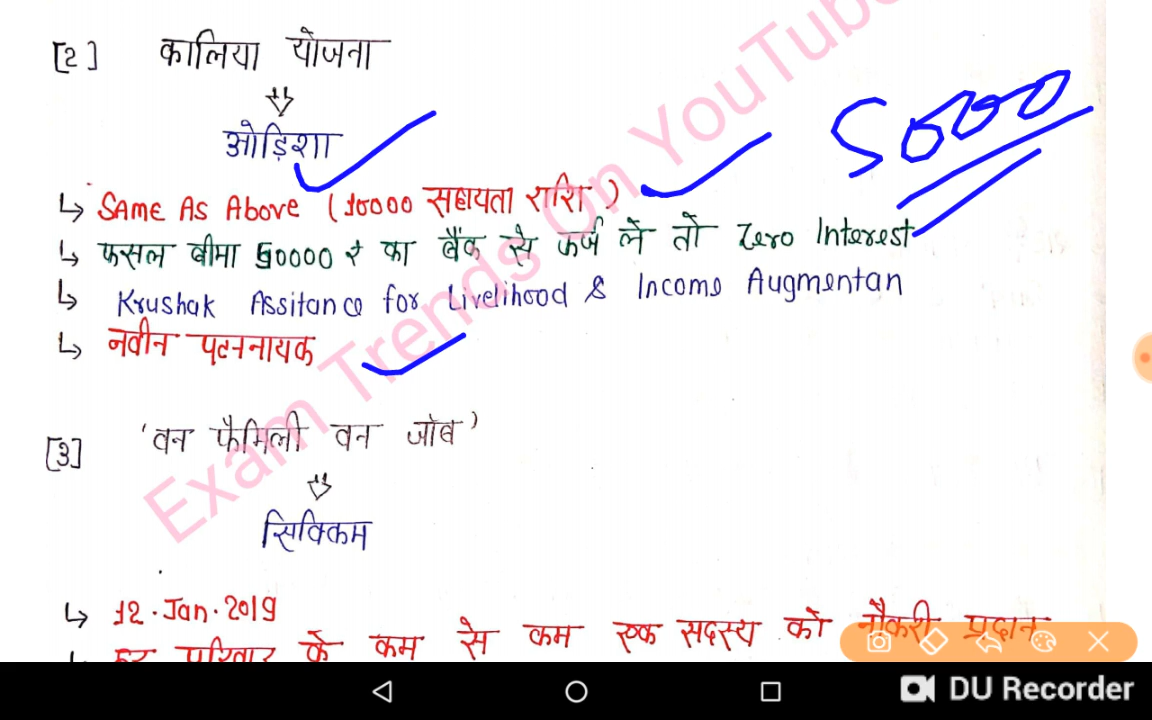 [2] कालिया योजना
ओड़िशा
5000
↳ SAme As Above (10000 सहायता राशि)
↳ फसल बीमा 50000 ₹ का बैंक से कर्ज ले तो Zero Interest
↳ Krushak Assitance for Livelihood & Income Augmentan
↳ नवीन पटननायक
[3] 'वन फैमिली वन जॉब'
सिक्किम
↳ 12.Jan.2019
↳ हर परिवार के कम से कम एक सदस्य को नौकरी प्रदान
Exam Trends On YouTube
DU Recorder